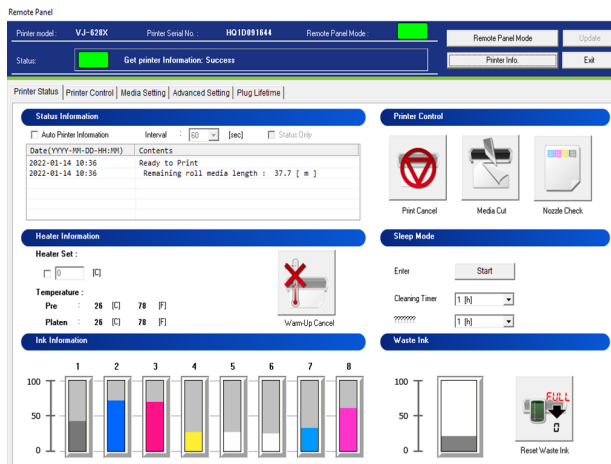 Remote Panel
Printer model : VJ-628X Printer Serial No. : HQ1D091644 Remote Panel Mode : Remote Panel Mode Update
Status: Get printer Information: Success Printer Info. Exit
Printer Status Printer Control Media Setting Advanced Setting Plug Lifetime
Status Information
Auto Printer Information Interval : 60 [sec] Status Only
Date(YYYY-MM-DD-HH:MM) Contents
2022-01-14 10:36 Ready to Print
2022-01-14 10:36 Remaining roll media length : 37.7 [ m ]
Printer Control
Print Cancel Media Cut Nozzle Check
Heater Information
Heater Set :
0 [C]
Temperature :
Pre : 26 [C] 78 [F]
Platen : 26 [C] 78 [F]
Warm-Up Cancel
Sleep Mode
Enter Start
Cleaning Timer 1 [h]
??????? 1 [h]
Ink Information
1 2 3 4 5 6 7 8
100
50
0
Waste Ink
100
50
0
FULL
0
Reset Waste Ink